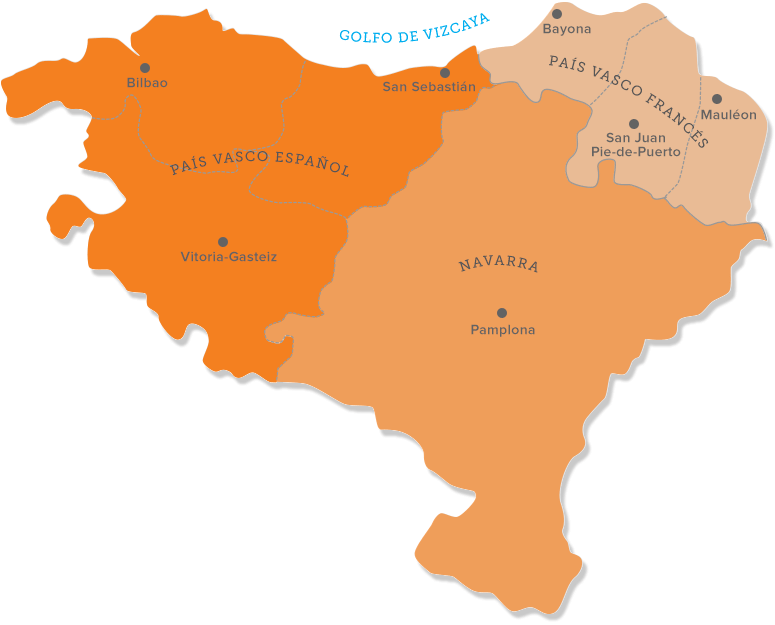 GOLFO DE VIZCAYA
Bayona
Bilbao
San Sebastián
PAÍS VASCO FRANCÉS
Mauléon
San Juan
Pie-de-Puerto
PAÍS VASCO ESPAÑOL
Vitoria-Gasteiz
NAVARRA
Pamplona